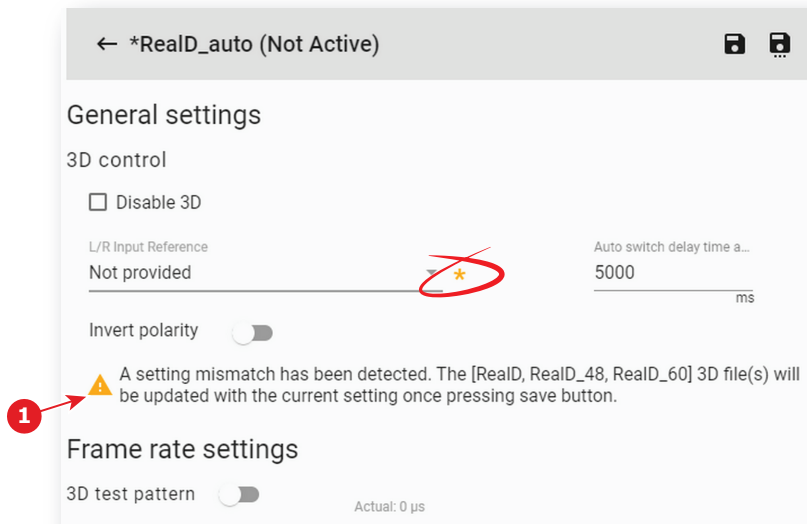 *RealD_auto (Not Active)
General settings
3D control
Disable 3D
L/R Input Reference
Auto switch delay time a...
Not provided
*
5000
ms
Invert polarity
A setting mismatch has been detected. The [RealD, RealD_48, RealD_60] 3D file(s) will
be updated with the current setting once pressing save button.
1
Frame rate settings
3D test pattern
Actual: 0 µs